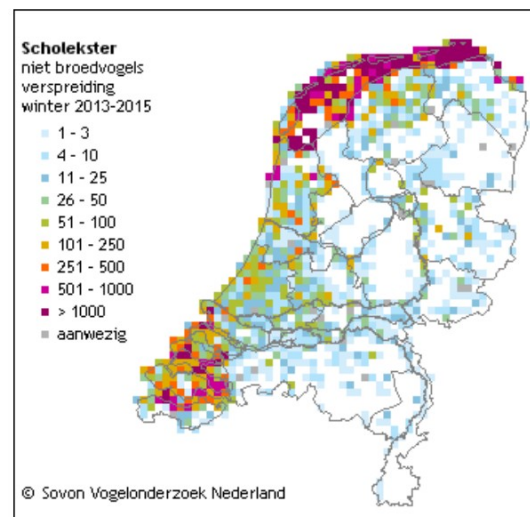 Scholekster
niet broedvogels
verspreiding
winter 2013-2015
1 - 3
4 - 10
11 - 25
26 - 50
51 - 100
101 - 250
251 - 500
501 - 1000
> 1000
aanwezig
© Sovon Vogelonderzoek Nederland